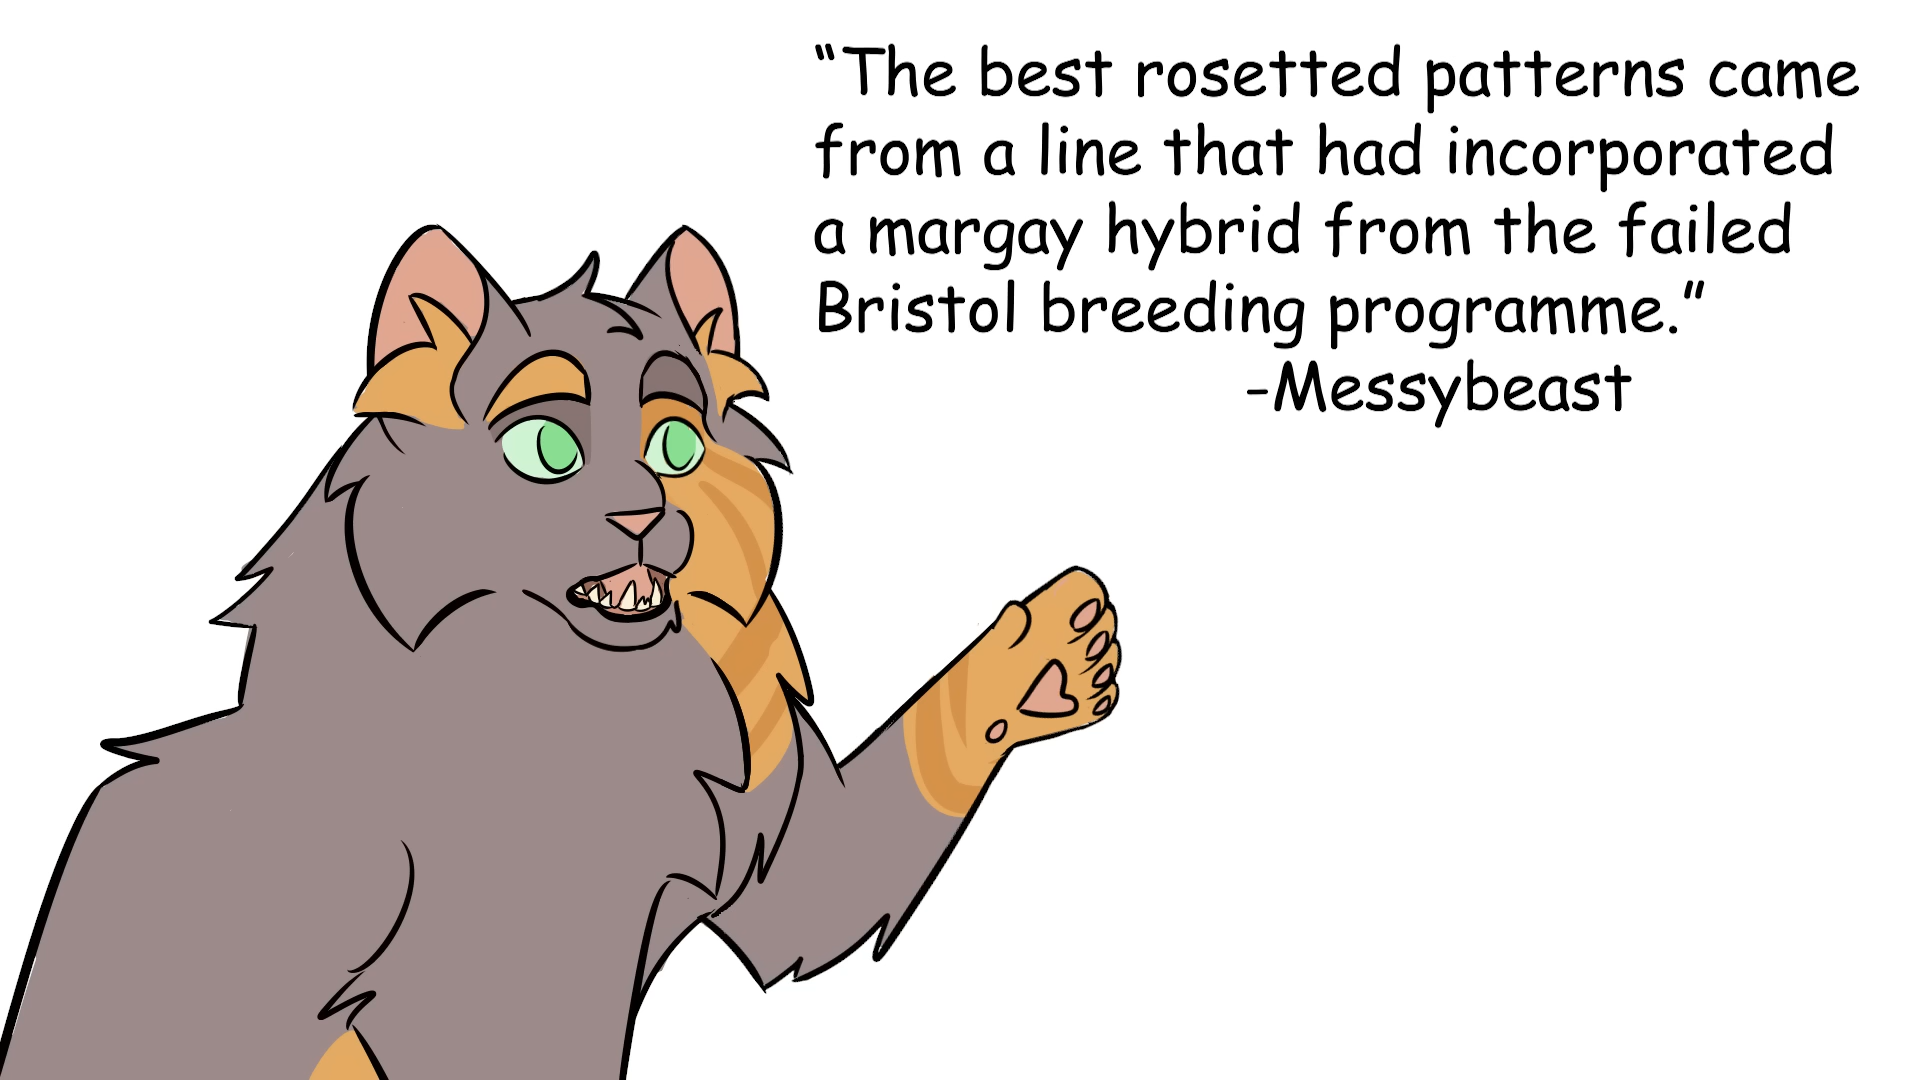 “The best rosetted patterns came
from a line that had incorporated
a margay hybrid from the failed
Bristol breeding programme.”
-Messybeast